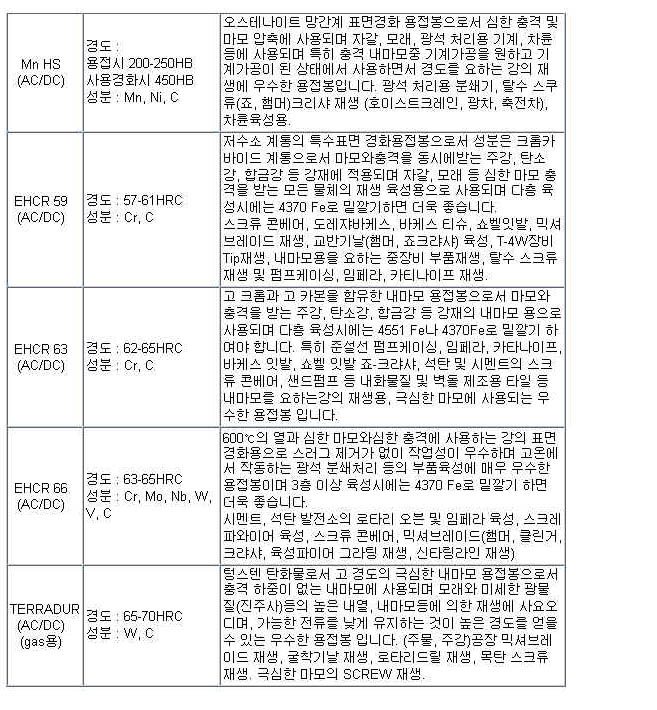 Mn HS
(AC/DC)
경도 :
용접시 200-250HB
사용경화시 450HB
성분 : Mn, Ni, C
오스테나이트 망간계 표면경화 용접봉으로서 심한 충격 및
마모 압축에 사용되며 자갈, 모래, 광석 처리용 기계, 차륜
등에 사용되며 특히 충격 내마모중 기계가공을 원하고 기
계가공이 된 상태에서 사용하면서 경도를 요하는 강의 재
생에 우수한 용접봉입니다. 광석 처리용 분쇄기, 탈수 스쿠
류(죠, 햄머)크리샤 재생 (호이스트크레인, 광차, 축전차),
차륜육성용.
EHCR 59
(AC/DC)
경도 : 57-61HRC
성분 : Cr, C
저수소 계통의 특수표면 경화용접봉으로서 성분은 크롬카
바이드 계통으로서 마모와충격을 동시에받는 주강, 탄소
강, 합금강 등 강재에 적용되며 자갈, 모래 등 심한 마모 충
격을 받는 모든 물체의 재생 육성용으로 사용되며 다층 육
성시에는 4370 Fe로 밑깔기하면 더욱 좋습니다.
스크류 콘베어, 도레쟈바케스, 바케스 티슈, 쇼벨잇발, 믹셔
브레이드 재생, 교반기날(햄머, 죠크랴샤) 육성, T-4W장비
Tip재생, 내마모용을 요하는 중장비 부품재생, 탈수 스크류
재생 및 펌프케이싱, 임페라, 카티나이프 재생.
EHCR 63
(AC/DC)
경도 : 62-65HRC
성분 : Cr, C
고 크롬과 고 카본을 함유한 내마모 용접봉으로서 마모와
충격을 받는 주강, 탄소강, 합금강 등 강재의 내마모 용으로
사용되며 다층 육성시에는 4551 Fe나 4370Fe로 밑깔기 하
여야 합니다. 특히 준설선 펌프케이싱, 임페라, 카타나이프,
바케스 잇발, 쇼벨 잇발 죠-크랴샤, 석탄 및 시멘트의 스크
류 콘베어, 샌드펌프 등 내화물질 및 벽돌 제조용 타일 등
내마모를 요하는강의 재생용, 극심한 마모에 사용되는 우
수한 용접봉 입니다.
EHCR 66
(AC/DC)
경도 : 63-65HRC
성분 : Cr, Mo, Nb, W,
V, C
600℃의 열과 심한 마모와심한 충격에 사용하는 강의 표면
경화용으로 스러그 제거가 없이 작업성이 우수하며 고온에
서 작동하는 광석 분쇄처리 등의 부품육성에 매우 우수한
용접봉이며 3층 이상 육성시에는 4370 Fe로 밑깔기 하면
더욱 좋습니다.
시멘트, 석탄 발전소의 로타리 오븐 및 임페라 육성, 스크레
파와이어 육성, 스크류 콘베어, 믹셔브레이드(햄머, 클린거,
크랴샤, 육성파이어 그라팅 재생, 신타링라인 재생)
TERRADUR
(AC/DC)
(gas용)
경도 : 65-70HRC
성분 : W, C
텅스텐 탄화물로서 고 경도의 극심한 내마모 용접봉으로서
충격 하중이 없는 내마모에 사용되며 모래와 미세한 광물
질(진주사)등의 높은 내열, 내마모등에 의한 재생에 사요오
디며, 가능한 전류를 낮게 유지하는 것이 높은 경도를 얻을
수 있는 우수한 용접봉 입니다. (주물, 주강)공장 믹셔브레
이드 재생, 굴착기날 재생, 로타리드릴 재생, 목탄 스크류
재생. 극심한 마모의 SCREW 재생.